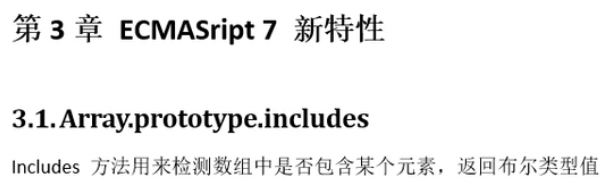 第 3 章 ECMASript 7 新特性
3.1. Array.prototype.includes
Includes 方法用来检测数组中是否包含某个元素，返回布尔类型值